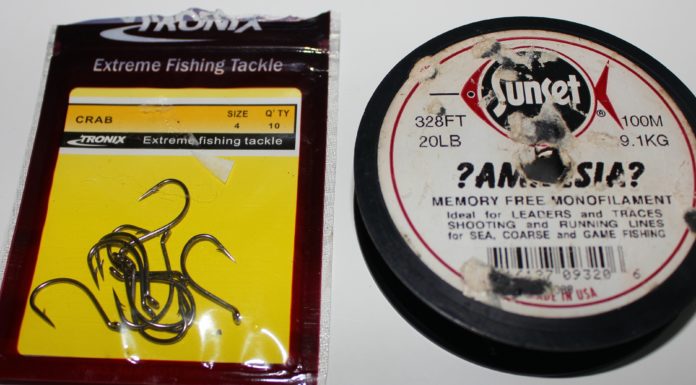 TRONIX
Extreme Fishing Tackle
CRAB
SIZE
4
Q'TY
10
TRONIX Extreme fishing tackle
Sunset
®
328FT 100M
20LB 9.1KG
MEMORY FREE MONOFILAMENT
Ideal for LEADERS and TRACES
SHOOTING and RUNNING LINES
for SEA, COARSE and GAME FISHING
09320 6
MADE IN USA